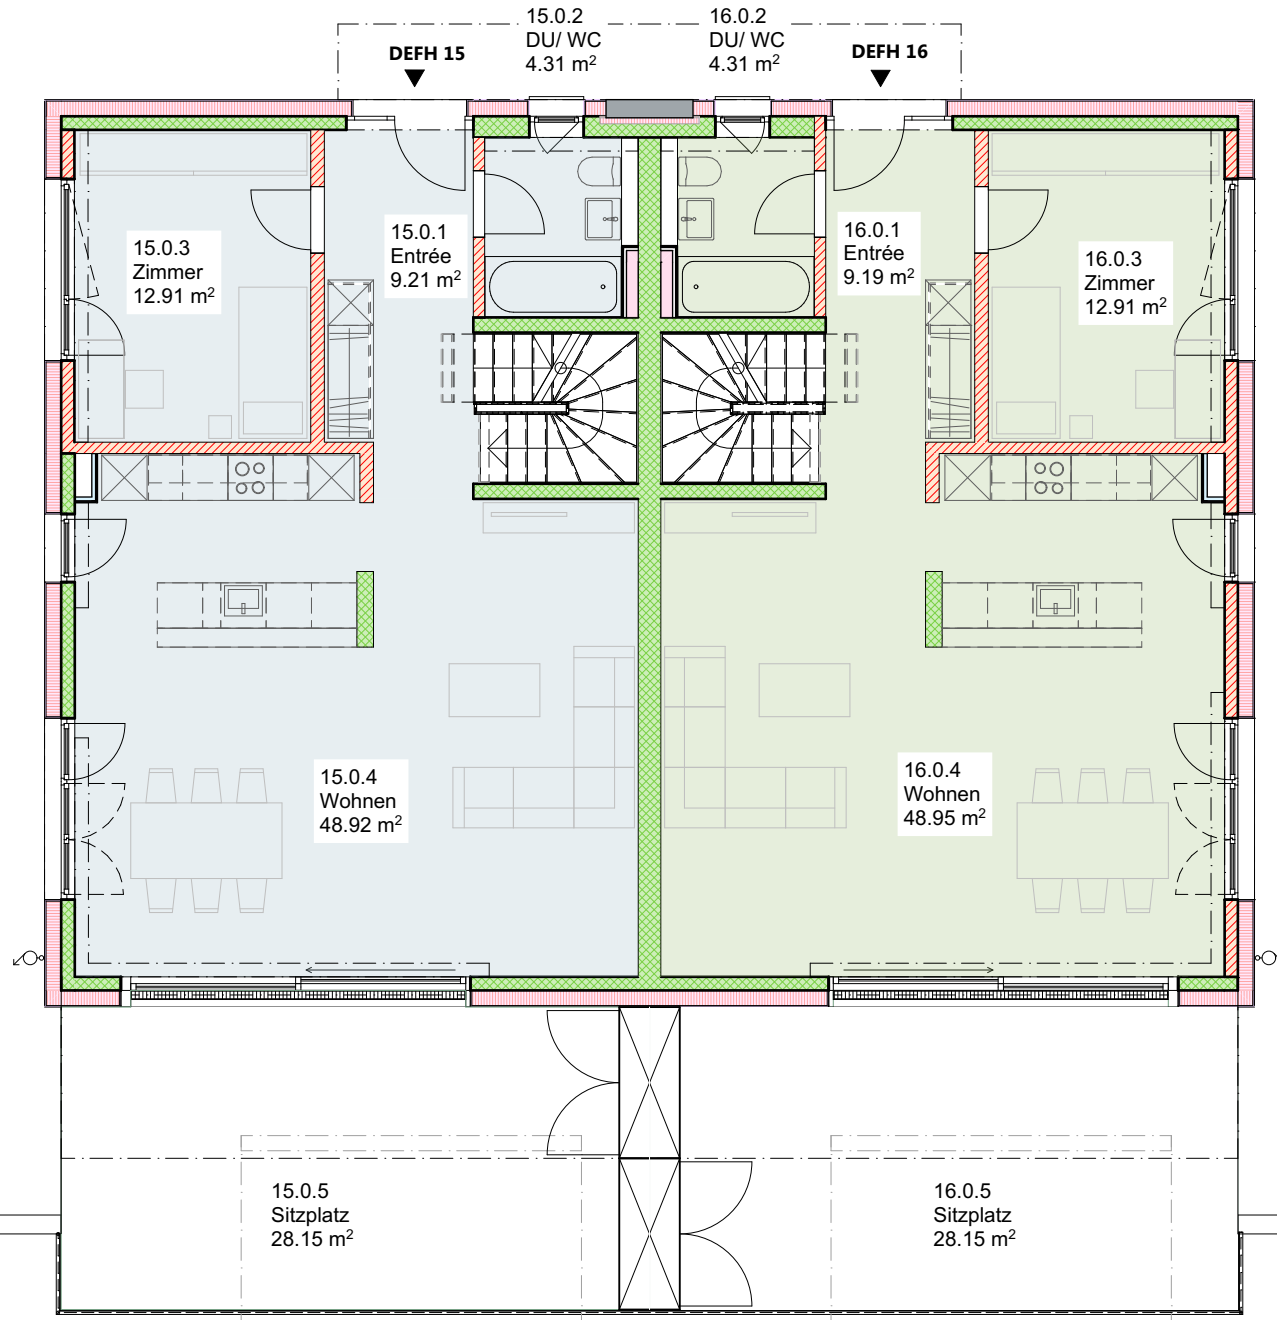 15.0.2
DU/ WC
4.31 m²
16.0.2
DU/ WC
4.31 m²
DEFH 15
DEFH 16
15.0.3
Zimmer
12.91 m²
15.0.1
Entrée
9.21 m²
16.0.1
Entrée
9.19 m²
16.0.3
Zimmer
12.91 m²
15.0.4
Wohnen
48.92 m²
16.0.4
Wohnen
48.95 m²
15.0.5
Sitzplatz
28.15 m²
16.0.5
Sitzplatz
28.15 m²